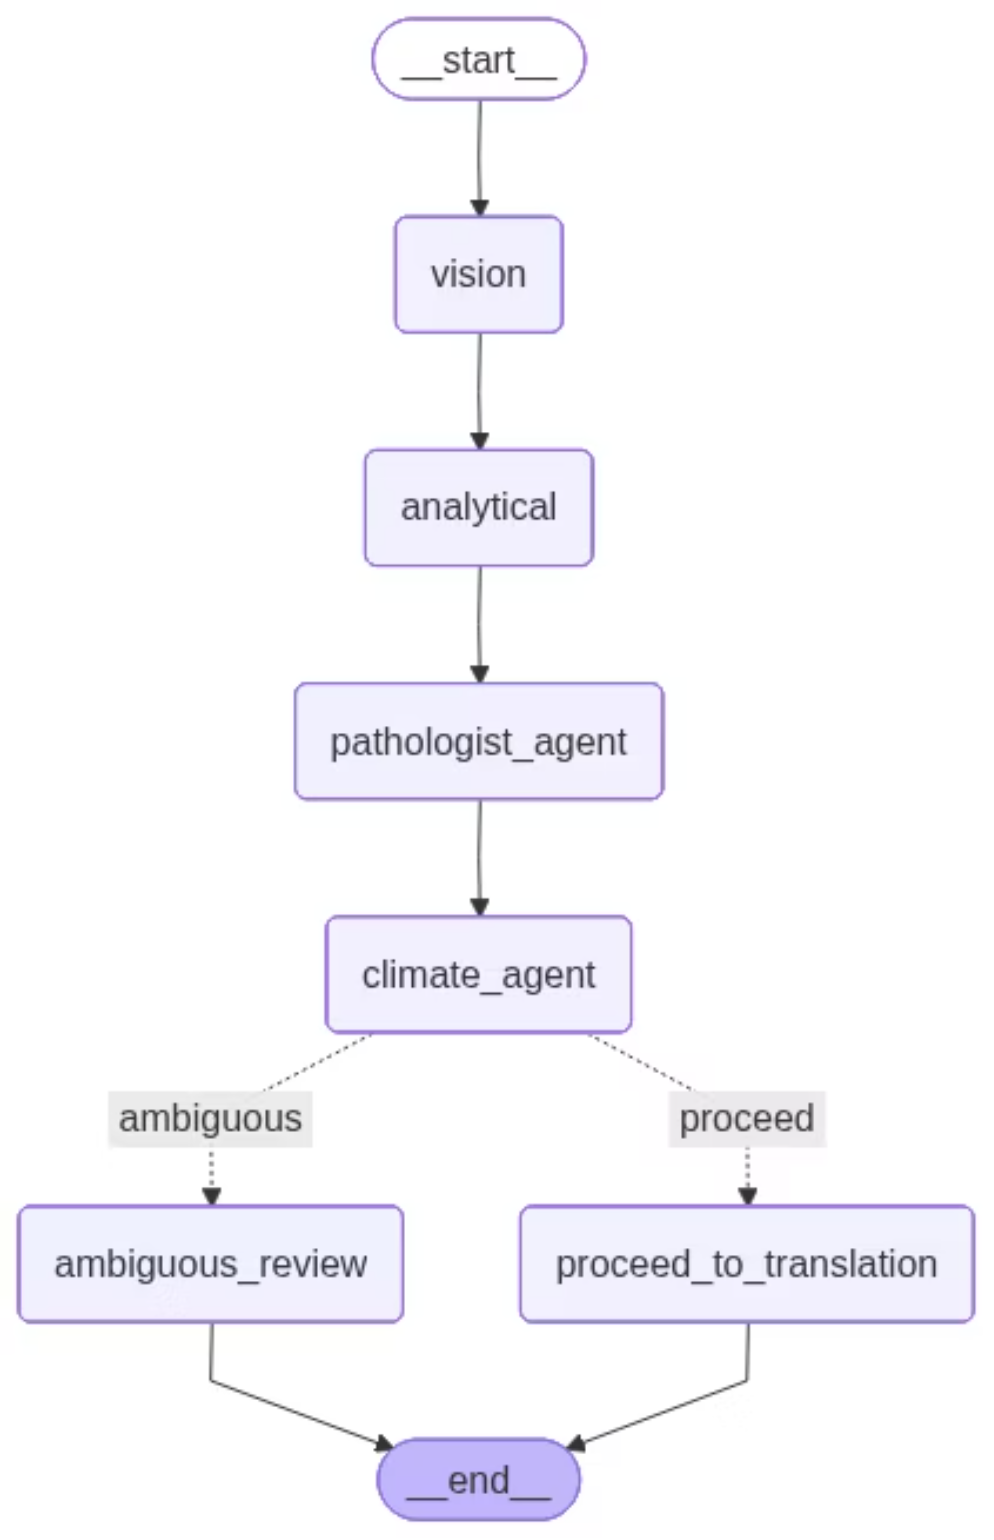 __start__
vision
analytical
pathologist_agent
climate_agent
ambiguous
proceed
ambiguous_review
proceed_to_translation
__end__